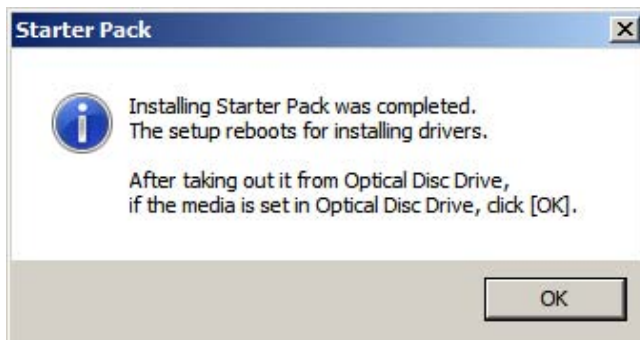 Starter Pack
Installing Starter Pack was completed.
The setup reboots for installing drivers.
After taking out it from Optical Disc Drive,
if the media is set in Optical Disc Drive, click [OK].
OK